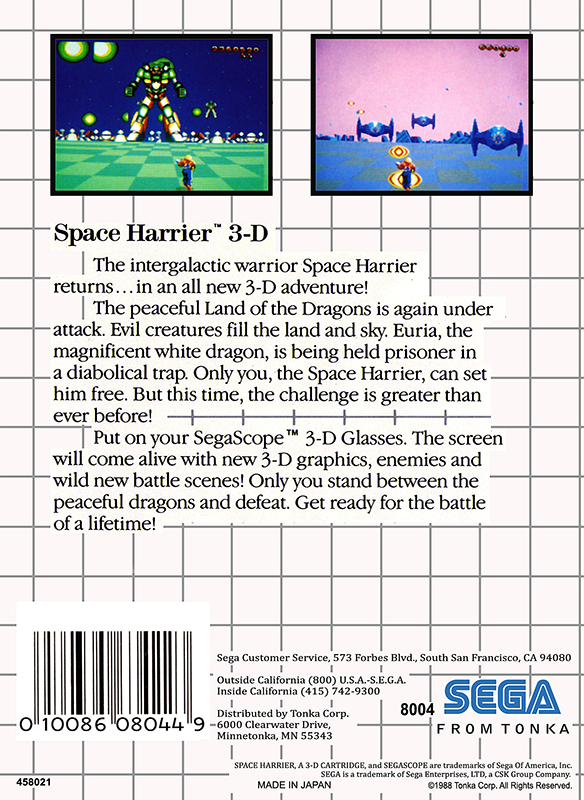 Space Harrier™ 3-D
The intergalactic warrior Space Harrier
returns...in an all new 3-D adventure!
The peaceful Land of the Dragons is again under
attack. Evil creatures fill the land and sky. Euria, the
magnificent white dragon, is being held prisoner in
a diabolical trap. Only you, the Space Harrier, can set
him free. But this time, the challenge is greater than
ever before!
Put on your SegaScope™ 3-D Glasses. The screen
will come alive with new 3-D graphics, enemies and
wild new battle scenes! Only you stand between the
peaceful dragons and defeat. Get ready for the battle
of a lifetime!
Sega Customer Service, 573 Forbes Blvd., South San Francisco, CA 94080
Outside California (800) U.S.A.-S.E.G.A.
Inside California (415) 742-9300
Distributed by Tonka Corp.
6000 Clearwater Drive,
Minnetonka, MN 55343
8004 SEGA
FROM TONKA
0 10086 08044 9
SPACE HARRIER, A 3-D CARTRIDGE, and SEGASCOPE are trademarks of Sega Of America, Inc.
SEGA is a trademark of Sega Enterprises, LTD, a CSK Group Company.
458021
MADE IN JAPAN
©1988 Tonka Corp. All Rights Reserved.